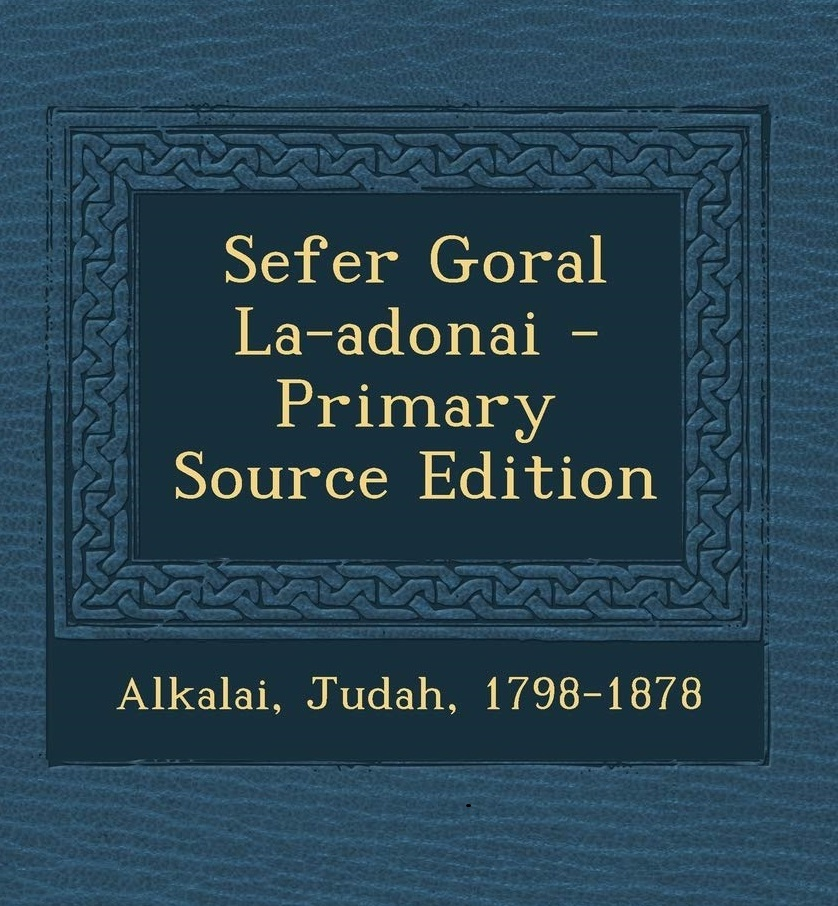 Sefer Goral
La-adonai -
Primary
Source Edition
Alkalai, Judah, 1798-1878